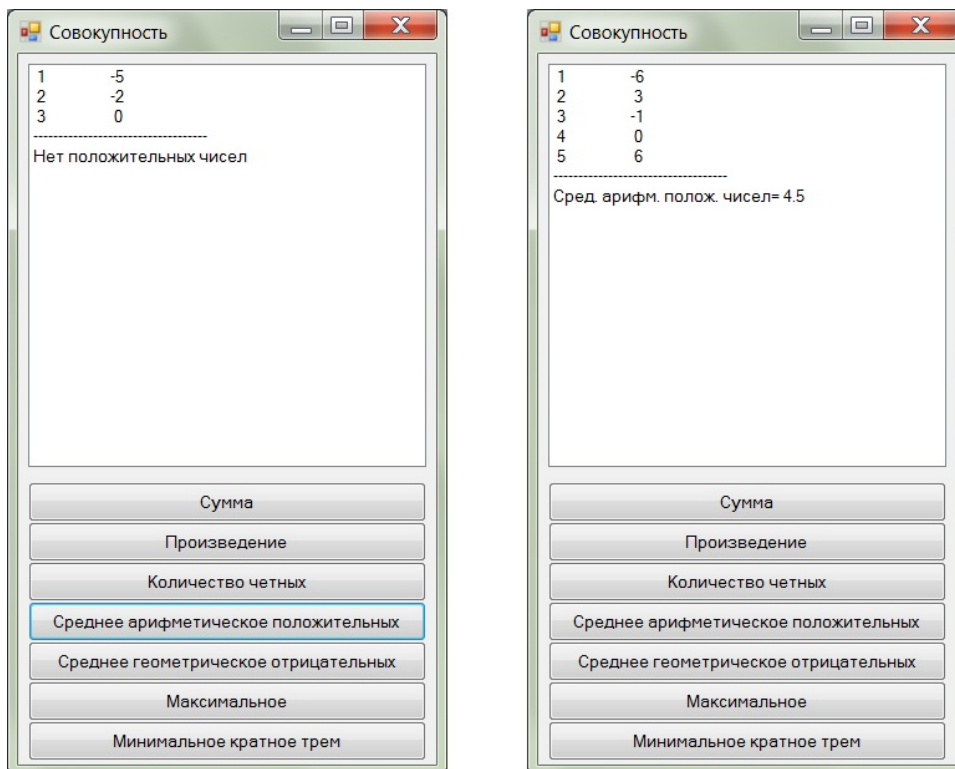 Совокупность
1 -5
2 -2
3 0
-----------------------------------
Нет положительных чисел
Сумма
Произведение
Количество четных
Среднее арифметическое положительных
Среднее геометрическое отрицательных
Максимальное
Минимальное кратное трем
Совокупность
1 -6
2 3
3 -1
4 0
5 6
-----------------------------------
Сред. арифм. полож. чисел= 4.5
Сумма
Произведение
Количество четных
Среднее арифметическое положительных
Среднее геометрическое отрицательных
Максимальное
Минимальное кратное трем